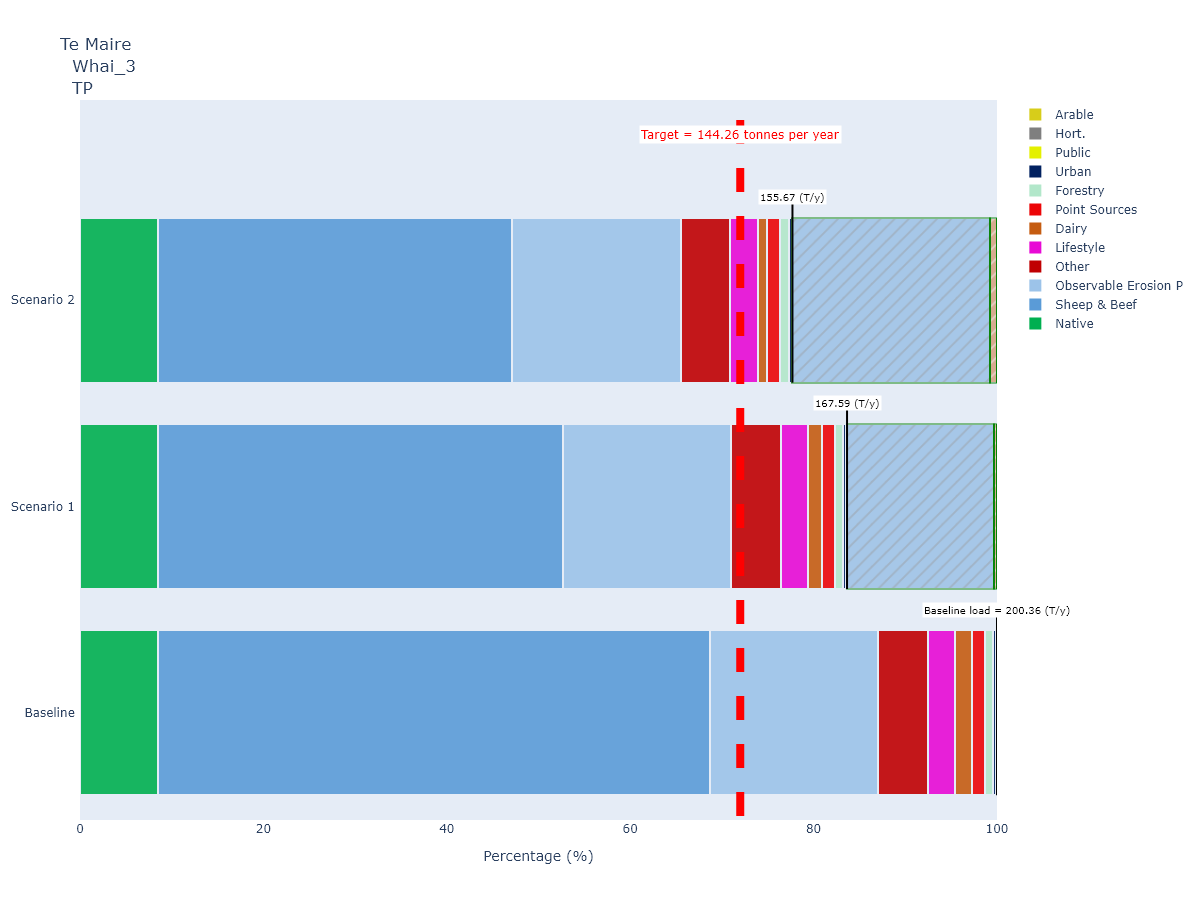 Te Maire
Whai_3
TP
Target = 144.26 tonnes per year
155.67 (T/y)
Scenario 2
167.59 (T/y)
Scenario 1
Baseline load = 200.36 (T/y)
Baseline
0 20 40 60 80 100
Percentage (%)
Arable
Hort.
Public
Urban
Forestry
Point Sources
Dairy
Lifestyle
Other
Observable Erosion P
Sheep & Beef
Native